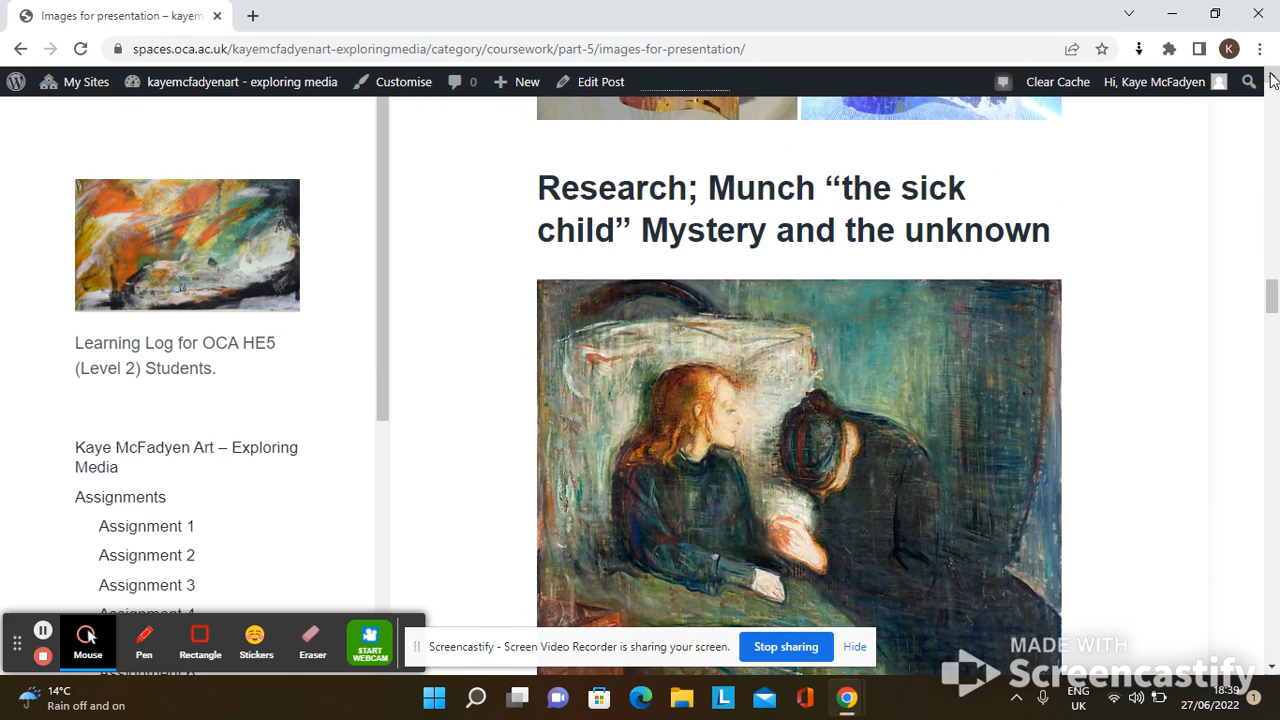 Images for presentation – kayem
spaces.oca.ac.uk/kayemcfadyenart-exploringmedia/category/coursework/part-5/images-for-presentation/
K
My Sites
kayemcfadyenart - exploring media
Customise
0
New
Edit Post
Clear Cache
Hi, Kaye McFadyen
Research; Munch “the sick
child” Mystery and the unknown
Learning Log for OCA HE5
(Level 2) Students.
Kaye McFadyen Art – Exploring
Media
Assignments
Assignment 1
Assignment 2
Assignment 3
Assignment 4
Mouse
Pen
Rectangle
Stickers
Eraser
START
WEBCAM
Screencastify - Screen Video Recorder is sharing your screen.
Stop sharing
Hide
MADE WITH
Screencastify
14°C
Rain off and on
L
ENG
UK
18:39
27/06/2022
1